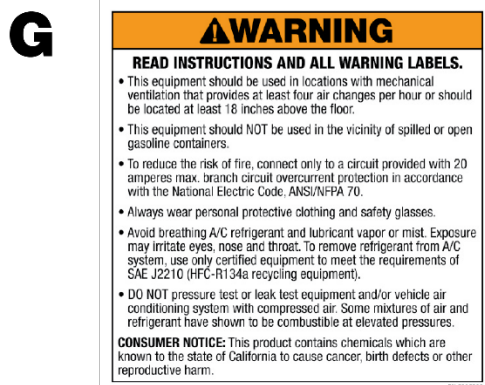 G
WARNING
READ INSTRUCTIONS AND ALL WARNING LABELS.
• This equipment should be used in locations with mechanical
ventilation that provides at least four air changes per hour or should
be located at least 18 inches above the floor.
• This equipment should NOT be used in the vicinity of spilled or open
gasoline containers.
• To reduce the risk of fire, connect only to a circuit provided with 20
amperes max. branch circuit overcurrent protection in accordance
with the National Electric Code, ANSI/NFPA 70.
• Always wear personal protective clothing and safety glasses.
• Avoid breathing A/C refrigerant and lubricant vapor or mist. Exposure
may irritate eyes, nose and throat. To remove refrigerant from A/C
system, use only certified equipment to meet the requirements of
SAE J2210 (HFC-R134a recycling equipment).
• DO NOT pressure test or leak test equipment and/or vehicle air
conditioning system with compressed air. Some mixtures of air and
refrigerant have shown to be combustible at elevated pressures.
CONSUMER NOTICE: This product contains chemicals which are
known to the state of California to cause cancer, birth defects or other
reproductive harm.